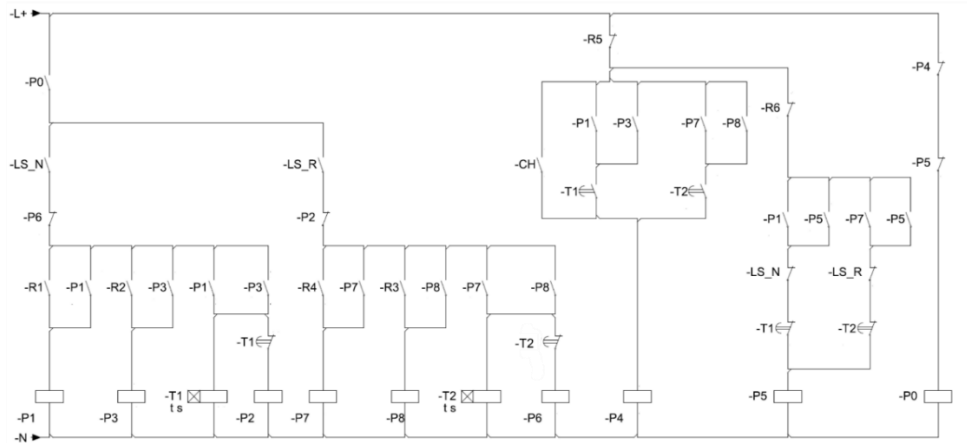 -L+
-R5
-P0
-P4
-R6
-P1 -P3 -P7 -P8
-LS_N -LS_R -CH -P5
-T1 -T2
-P6 -P2 -P1 -P5 -P7 -P5
-LS_N -LS_R
-R1 -P1 -R2 -P3 -P1 -P3 -R4 -P7 -R3 -P8 -P7 -P8
-T1 -T2
-T1 -T2
-T1 -T2
t s t s
-P1 -P3 -P2 -P7 -P8 -P6 -P4 -P5 -P0
-N